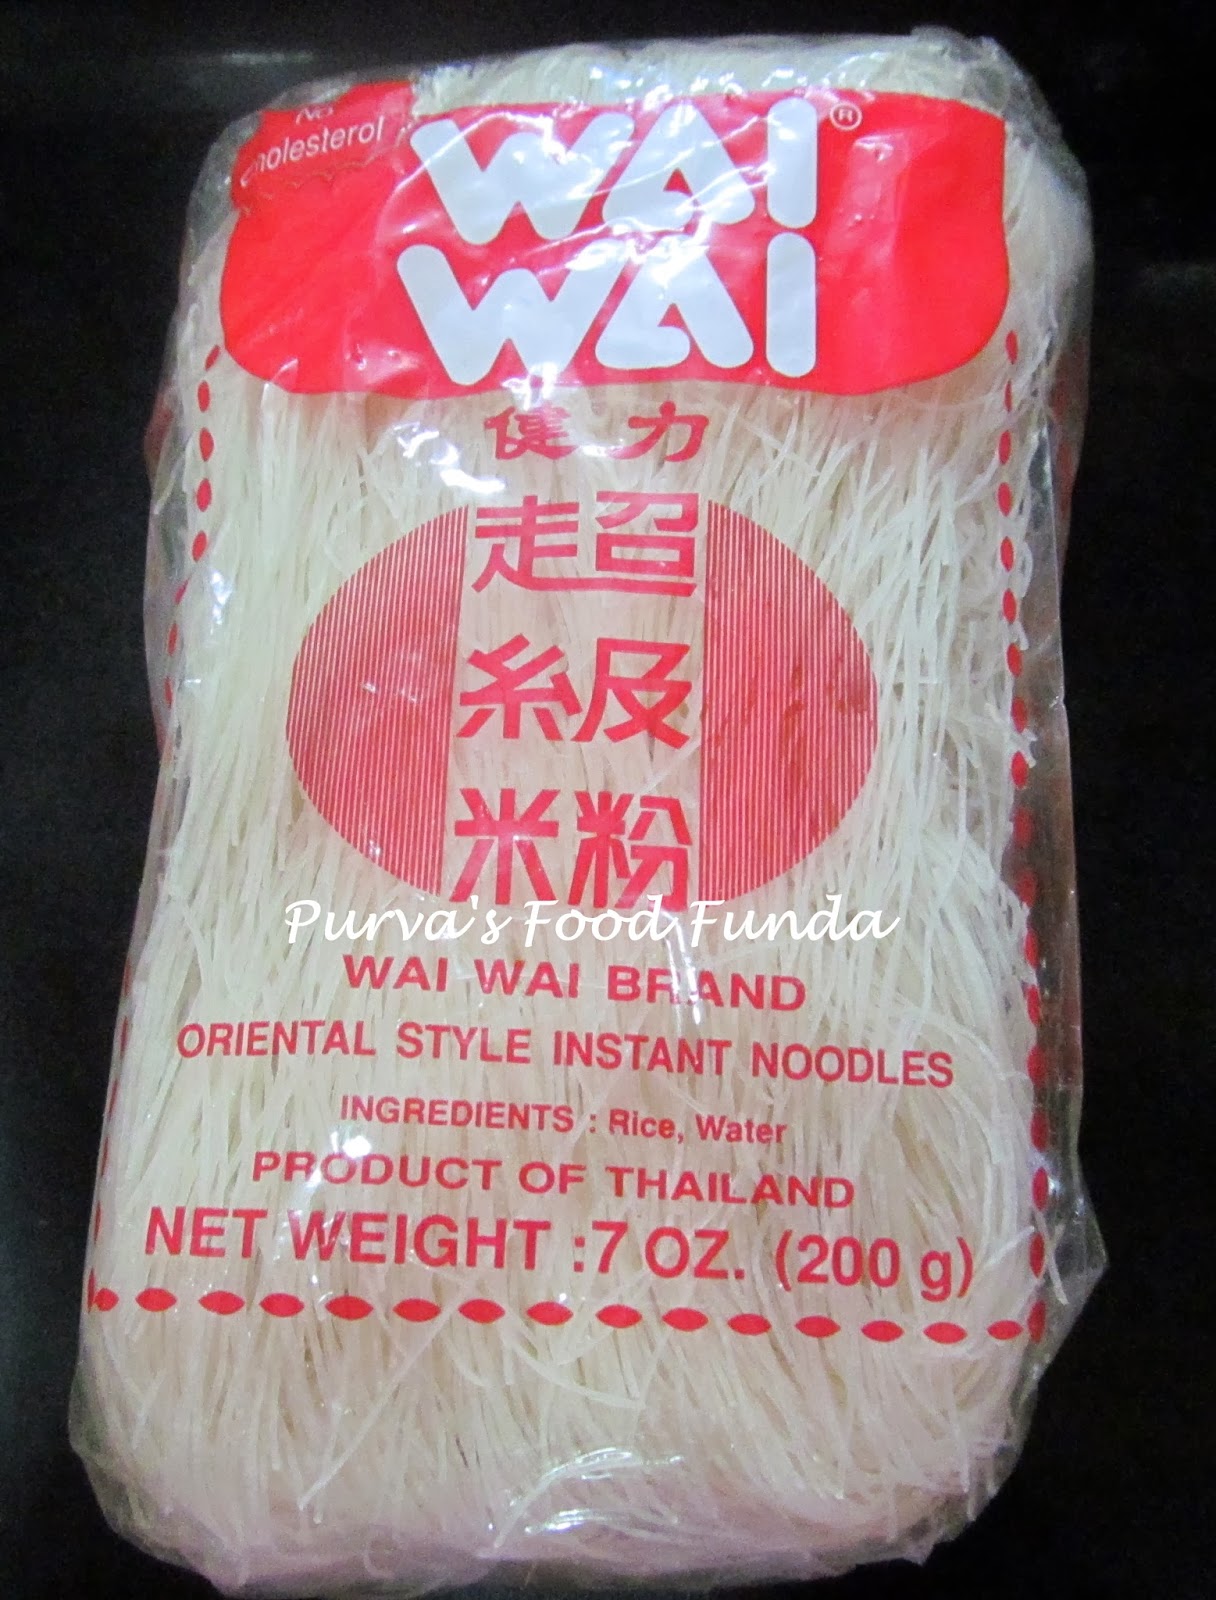 No
Cholesterol
WAI ®
WAI
健力
超
級
米粉
Purva's Food Funda
WAI WAI BRAND
ORIENTAL STYLE INSTANT NOODLES
INGREDIENTS : Rice, Water
PRODUCT OF THAILAND
NET WEIGHT :7 OZ. (200 g)